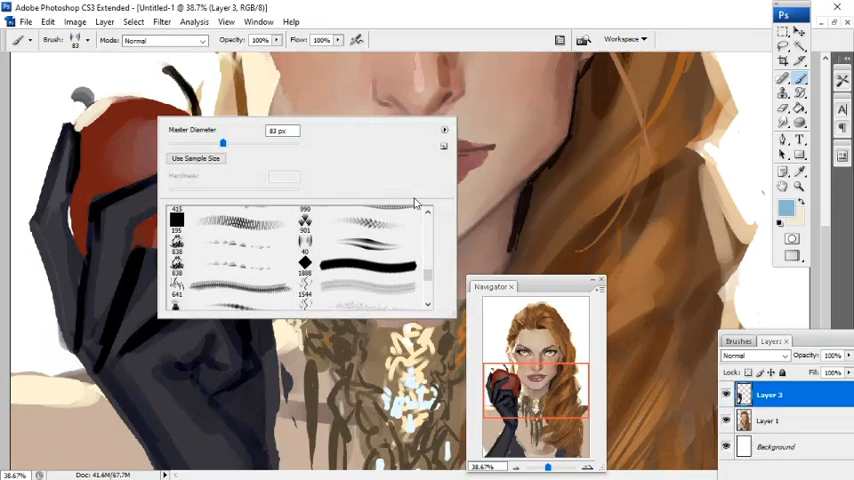 Adobe Photoshop CS3 Extended - [Untitled-1 @ 38.7% (Layer 3, RGB/8)]
File Edit Image Layer Select Filter Analysis View Window Help
Brush: 83 Mode: Normal Opacity: 100% Flow: 100% Workspace
Ps
Master Diameter 83 px
Use Sample Size
Hardness:
415 990
195 901
838 40
838 1888
641 1544
Navigator
38.67%
Brushes Layers
Normal Opacity: 100%
Lock: Fill: 100%
Layer 3
Layer 1
Background
38.67% Doc: 41.6M/67.7M